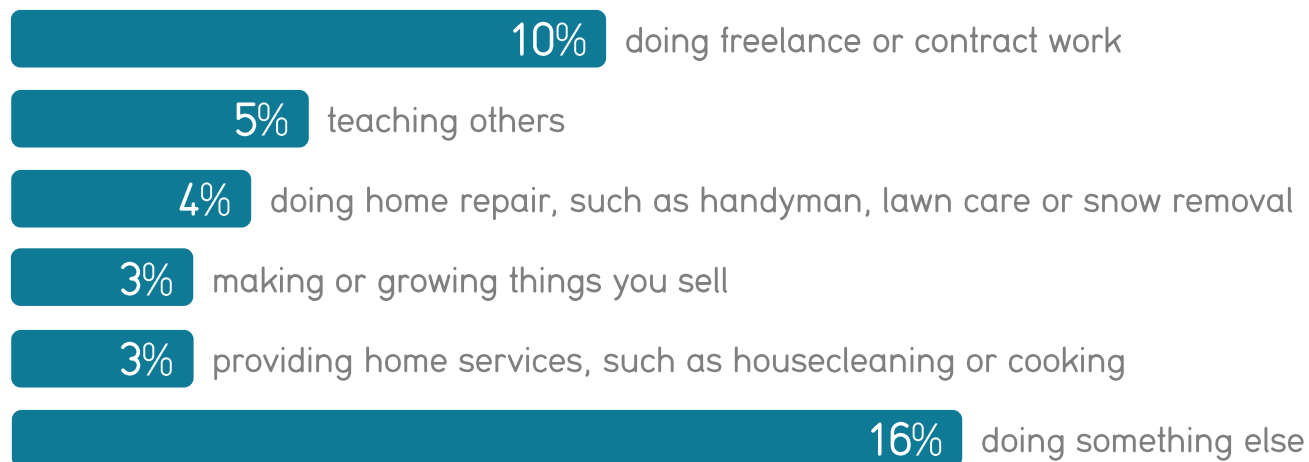 10% doing freelance or contract work
5% teaching others
4% doing home repair, such as handyman, lawn care or snow removal
3% making or growing things you sell
3% providing home services, such as housecleaning or cooking
16% doing something else